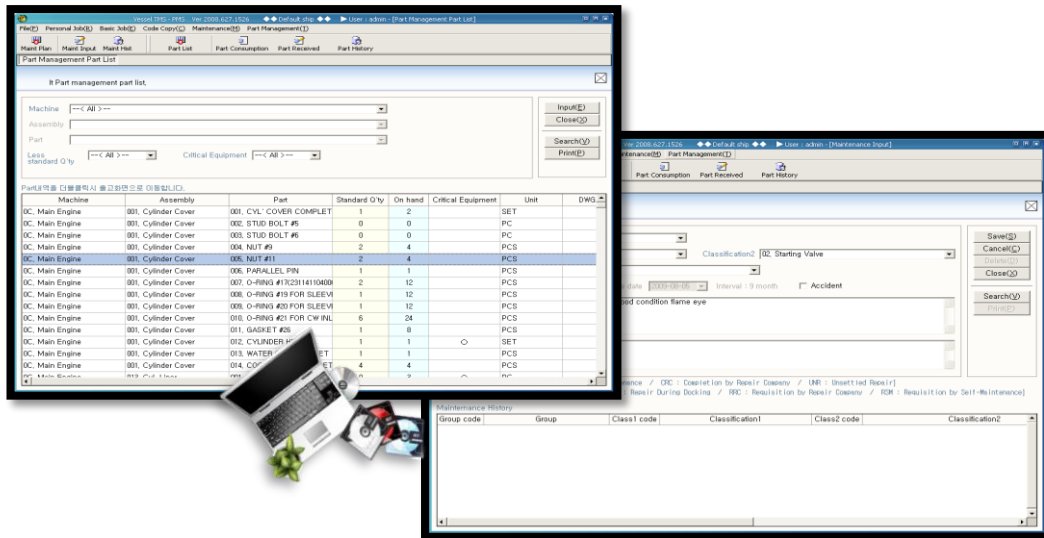 Vessel TMS - PMS Ver 2008.627.1526 ◆◆ Default ship ◆◆ ▶ User : admin - [Part Management Part List]
File(F) Personal Job(R) Basic Job(E) Code Copy(C) Maintenance(M) Part Management(T)
Maint Plan Maint Input Maint Hist Part List Part Consumption Part Received Part History
Part Management Part List
It Part management part list,
Machine ---< All >---
Assembly
Part
Less standard Q'ty ---< All >--- Critical Equipment ---< All >---
Input(E)
Close(X)
Search(V)
Print(P)
Part내역을 더블클릭시 출고화면으로 이동합니다.
Machine Assembly Part Standard Q'ty On hand Critical Equipment Unit DWG.
0C, Main Engine 001, Cylinder Cover 001, CYL' COVER COMPLET 1 2 SET
0C, Main Engine 001, Cylinder Cover 002, STUD BOLT #5 0 0 PC
0C, Main Engine 001, Cylinder Cover 003, STUD BOLT #6 0 0 PC
0C, Main Engine 001, Cylinder Cover 004, NUT #9 2 4 PCS
0C, Main Engine 001, Cylinder Cover 005, NUT #11 2 4 PCS
0C, Main Engine 001, Cylinder Cover 006, PARALLEL PIN 1 1 PCS
0C, Main Engine 001, Cylinder Cover 007, O-RING #17(2311411040 2 12 PCS
0C, Main Engine 001, Cylinder Cover 008, O-RING #19 FOR SLEEV 1 12 PCS
0C, Main Engine 001, Cylinder Cover 009, O-RING #20 FOR SLEEV 1 12 PCS
0C, Main Engine 001, Cylinder Cover 010, O-RING #21 FOR CW INL 6 24 PCS
0C, Main Engine 001, Cylinder Cover 011, GASKET #26 1 8 PCS
0C, Main Engine 001, Cylinder Cover 012, CYLINDER H 1 1 ○ SET
0C, Main Engine 001, Cylinder Cover 013, WATER ET 1 1 PCS
0C, Main Engine 001, Cylinder Cover 014, CO ET 4 4 PCS
Ver 2008.627.1526 ◆◆ Default ship ◆◆ ▶ User : admin - [Maintenance Input]
intenance(M) Part Management(T)
Part Consumption Part Received Part History
Classification2 02, Starting Valve
date 2009-06-06 Interval : 9 month Accident
ood condition flame eye
Save(S)
Cancel(C)
Delete(D)
Close(X)
Search(V)
Print(P)
nance / CRC : Completion by Repair Company / UNR : Unsettled Repair]
: Repair During Docking / RRC : Requisition by Repair Company / RSM : Requisition by Self-Maintenance]
Maintenance History
Group code Group Class1 code Classification1 Class2 code Classification2